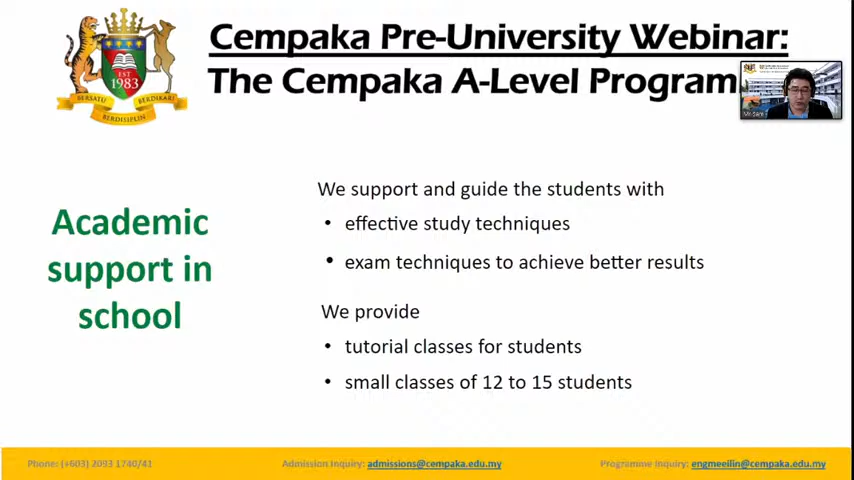 Cempaka Pre-University Webinar:
The Cempaka A-Level Program
EST
1983
BERSATU
BERDIKARI
BERDISIPLIN
Academic
support in
school
We support and guide the students with
• effective study techniques
• exam techniques to achieve better results
We provide
• tutorial classes for students
• small classes of 12 to 15 students
Phone: (+603) 2093 1740/41
Admission Inquiry: admissions@cempaka.edu.my
Programme Inquiry: engmeeilin@cempaka.edu.my